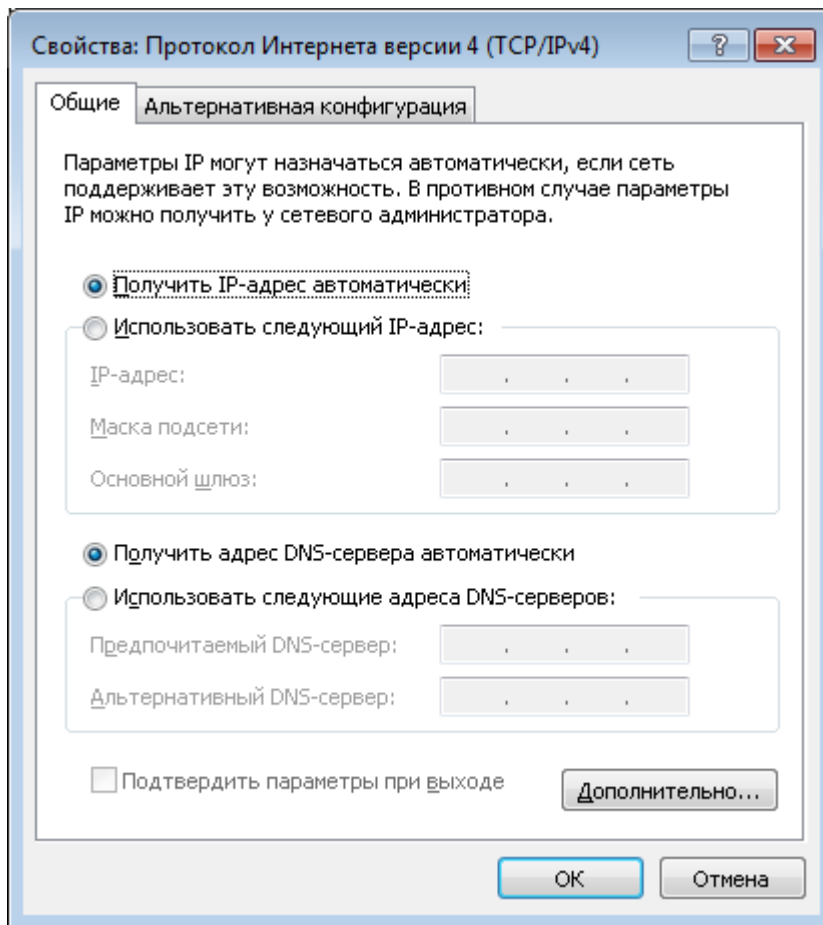 Свойства: Протокол Интернета версии 4 (TCP/IPv4)
Общие
Альтернативная конфигурация
Параметры IP могут назначаться автоматически, если сеть
поддерживает эту возможность. В противном случае параметры
IP можно получить у сетевого администратора.
Получить IP-адрес автоматически
Использовать следующий IP-адрес:
IP-адрес:
Маска подсети:
Основной шлюз:
Получить адрес DNS-сервера автоматически
Использовать следующие адреса DNS-серверов:
Предпочитаемый DNS-сервер:
Альтернативный DNS-сервер:
Подтвердить параметры при выходе
Дополнительно...
ОК
Отмена